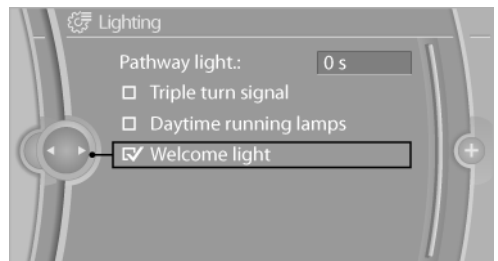 Lighting
Pathway light.: 0 s
Triple turn signal
Daytime running lamps
Welcome light